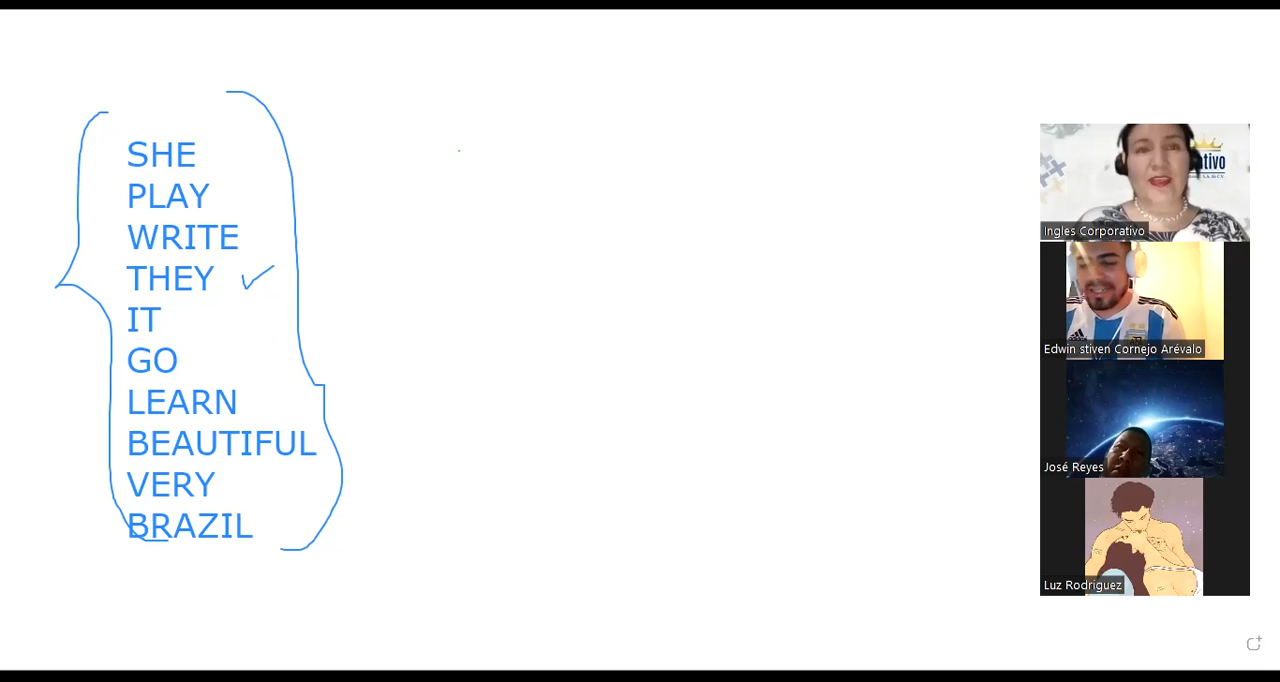 SHE
PLAY
WRITE
THEY
IT
GO
LEARN
BEAUTIFUL
VERY
BRAZIL
ativo
Ingles Corporativo
Edwin stiven Cornejo Arévalo
José Reyes
Luz Rodriguez